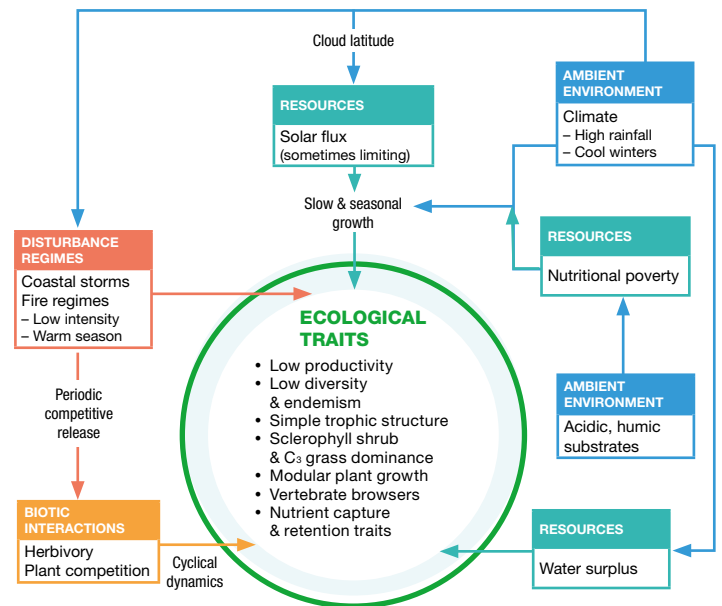 Cloud latitude
RESOURCES
Solar flux
(sometimes limiting)
Slow & seasonal
growth
AMBIENT
ENVIRONMENT
Climate
– High rainfall
– Cool winters
RESOURCES
Nutritional poverty
AMBIENT
ENVIRONMENT
Acidic, humic
substrates
RESOURCES
Water surplus
DISTURBANCE
REGIMES
Coastal storms
Fire regimes
– Low intensity
– Warm season
Periodic
competitive
release
BIOTIC
INTERACTIONS
Herbivory
Plant competition
Cyclical
dynamics
ECOLOGICAL
TRAITS
• Low productivity
• Low diversity
& endemism
• Simple trophic structure
• Sclerophyll shrub
& C₃ grass dominance
• Modular plant growth
• Vertebrate browsers
• Nutrient capture
& retention traits